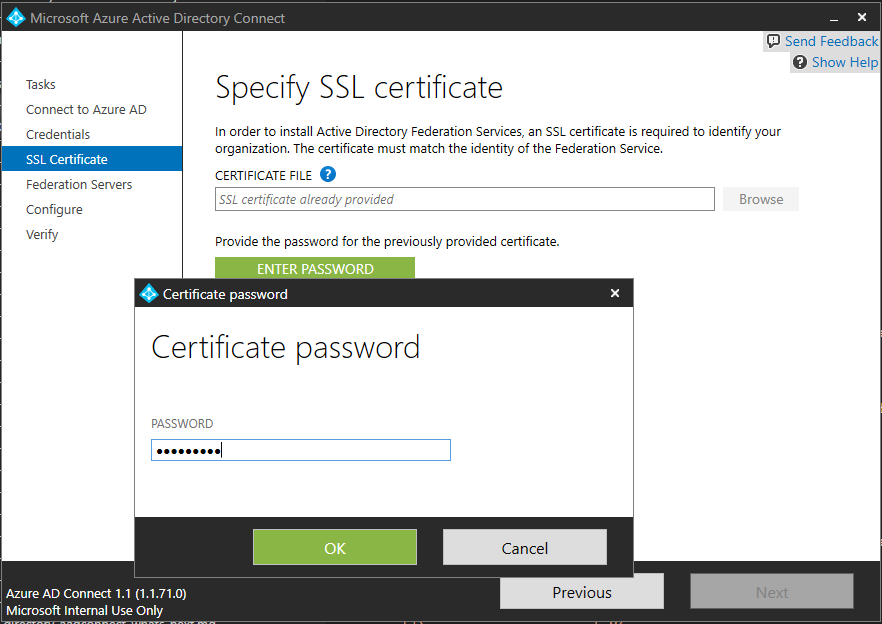 Microsoft Azure Active Directory Connect
Send Feedback
Show Help
Tasks
Connect to Azure AD
Credentials
SSL Certificate
Federation Servers
Configure
Verify
Specify SSL certificate
In order to install Active Directory Federation Services, an SSL certificate is required to identify your
organization. The certificate must match the identity of the Federation Service.
CERTIFICATE FILE ?
SSL certificate already provided
Browse
Provide the password for the previously provided certificate.
ENTER PASSWORD
Certificate password
Certificate password
PASSWORD
•••••••••
OK
Cancel
Previous
Next
Azure AD Connect 1.1 (1.1.71.0)
Microsoft Internal Use Only